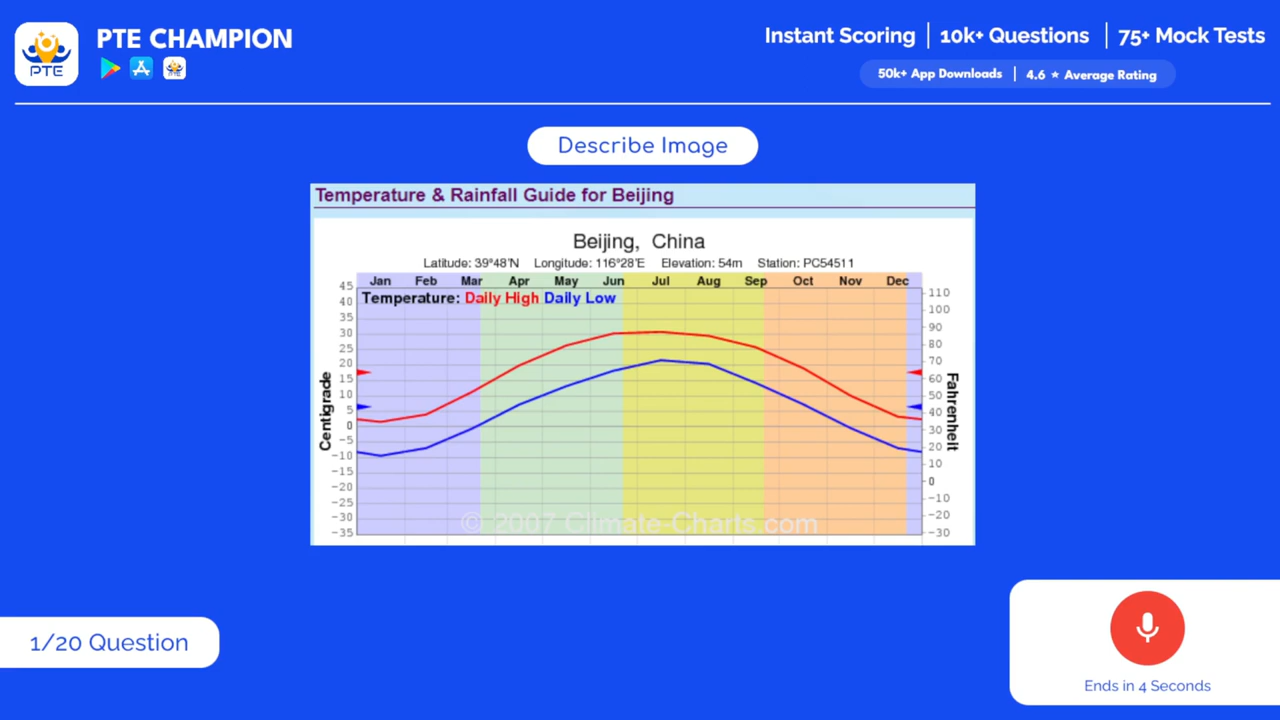 PTE CHAMPION
PTE
PTE
Instant Scoring | 10k+ Questions | 75+ Mock Tests
50k+ App Downloads | 4.6 ★ Average Rating
Describe Image
Temperature & Rainfall Guide for Beijing
Beijing, China
Latitude: 39°48'N Longitude: 116°28'E Elevation: 54m Station: PC54511
Jan Feb Mar Apr May Jun Jul Aug Sep Oct Nov Dec
Temperature: Daily High Daily Low
Centigrade
45
40
35
30
25
20
15
10
5
0
-5
-10
-15
-20
-25
-30
-35
110
100
90
80
70
60
50
40
30
20
10
0
-10
-20
-30
Fahrenheit
© 2007 Climate-Charts.com
1/20 Question
Ends in 4 Seconds